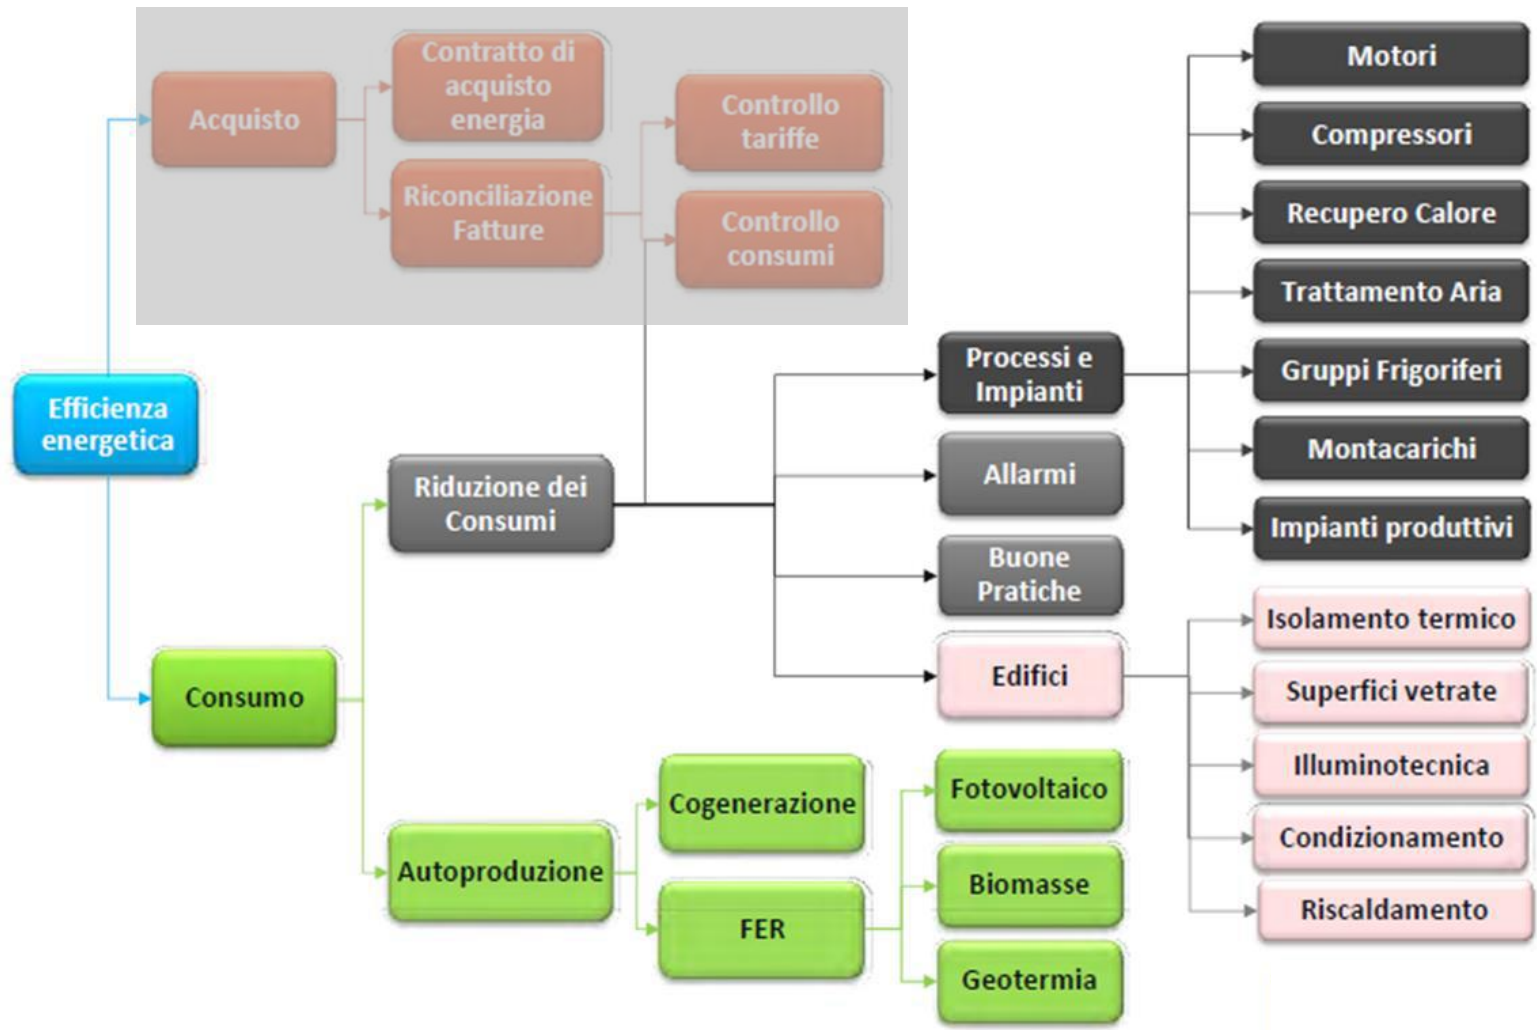 Efficienza
energetica
Acquisto
Contratto di
acquisto
energia
Riconciliazione
Fatture
Controllo
tariffe
Controllo
consumi
Consumo
Riduzione dei
Consumi
Processi e
Impianti
Motori
Compressori
Recupero Calore
Trattamento Aria
Gruppi Frigoriferi
Montacarichi
Impianti produttivi
Allarmi
Buone
Pratiche
Edifici
Isolamento termico
Superfici vetrate
Illuminotecnica
Condizionamento
Riscaldamento
Autoproduzione
Cogenerazione
FER
Fotovoltaico
Biomasse
Geotermia